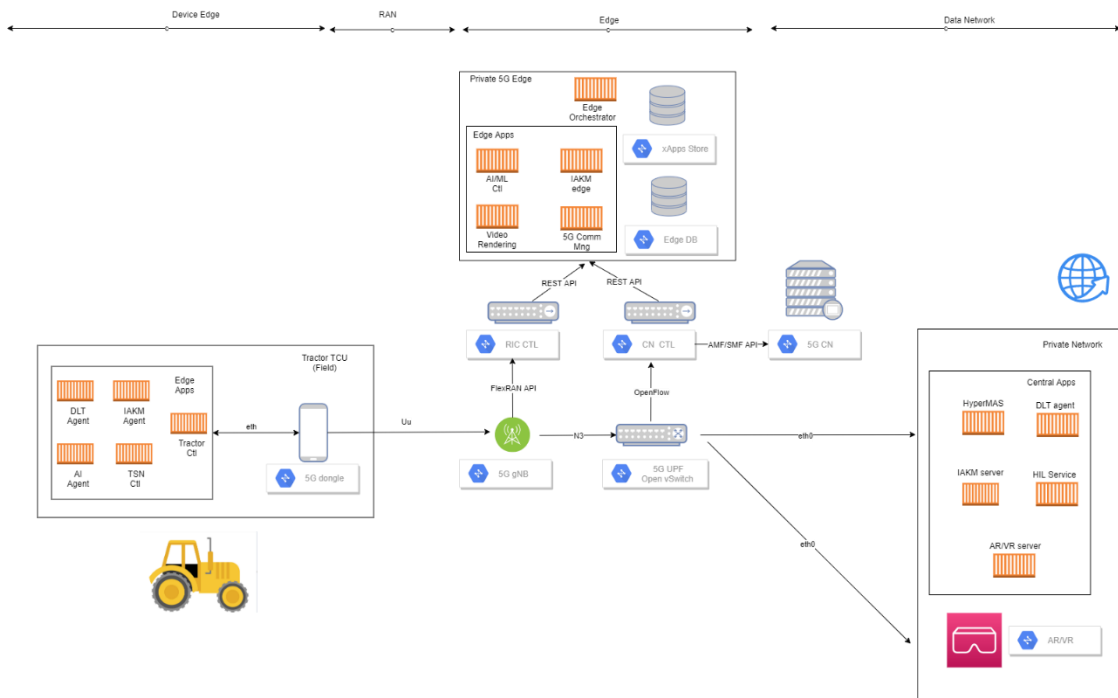 Device Edge
RAN
Edge
Data Network
Private 5G Edge
Edge
Orchestrator
xApps Store
Edge Apps
AI/ML
Ctl
IAKM
edge
Video
Rendering
5G Comm
Mng
Edge DB
REST API
REST API
RIC CTL
CN CTL
AMF/SMF API
5G CN
FlexRAN API
OpenFlow
Tractor TCU
(Field)
Edge
Apps
DLT
Agent
IAKM
Agent
Tractor
Ctl
AI
Agent
TSN
Ctl
eth
5G dongle
Uu
5G gNB
N3
5G UPF
Open vSwitch
eth0
eth0
Private Network
Central Apps
HyperMAS
DLT agent
IAKM server
HIL Service
AR/VR server
AR/VR